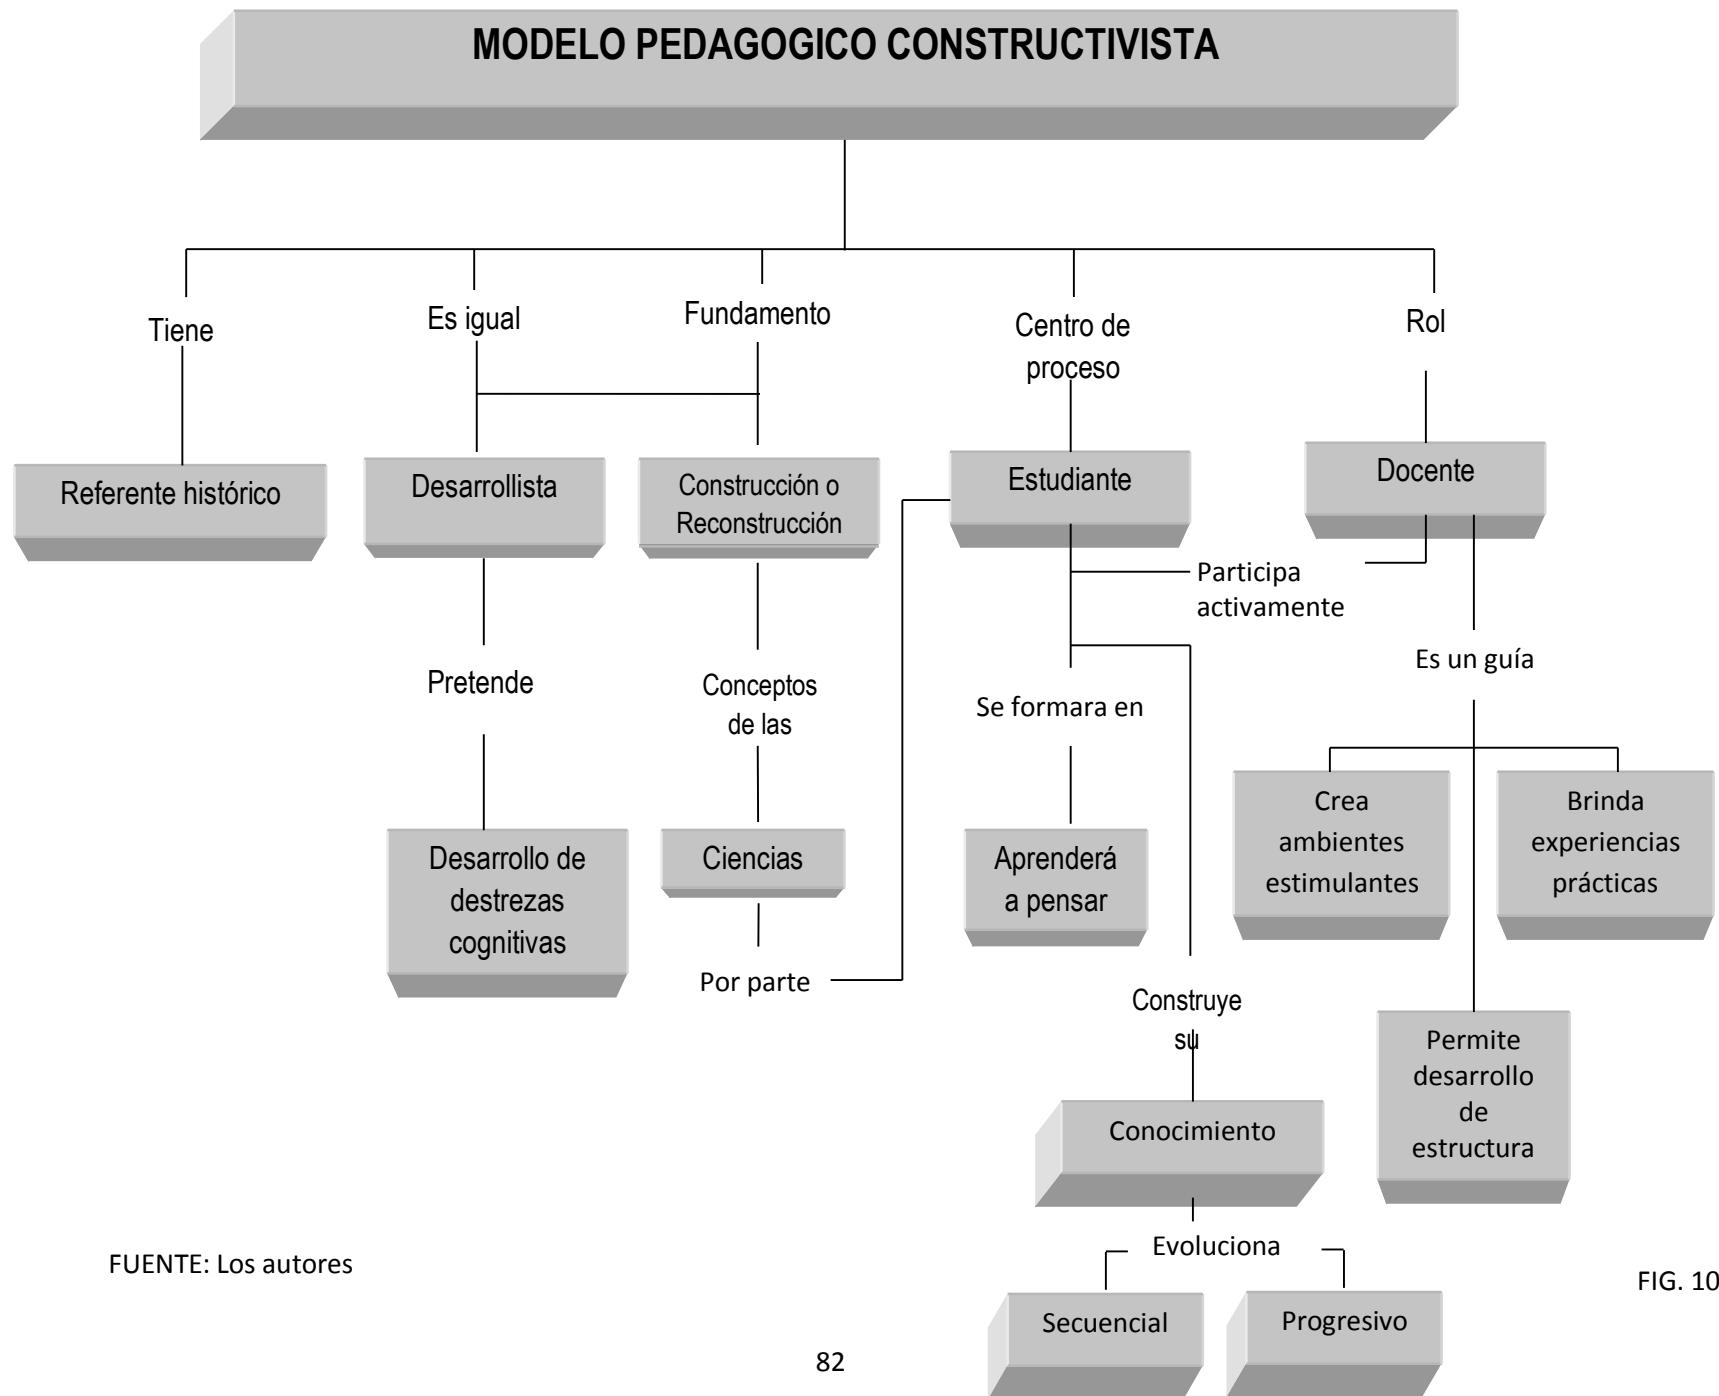 MODELO PEDAGOGICO CONSTRUCTIVISTA
Tiene
Es igual
Fundamento
Centro de
proceso
Rol
Referente histórico
Desarrollista
Construcción o
Reconstrucción
Estudiante
Docente
Participa
activamente
Es un guía
Pretende
Conceptos
de las
Se formara en
Crea
ambientes
estimulantes
Brinda
experiencias
prácticas
Desarrollo de
destrezas
cognitivas
Ciencias
Aprenderá
a pensar
Por parte
Construye
su
Permite
desarrollo
de
estructura
Conocimiento
Evoluciona
Secuencial
Progresivo
FUENTE: Los autores
FIG. 10
82